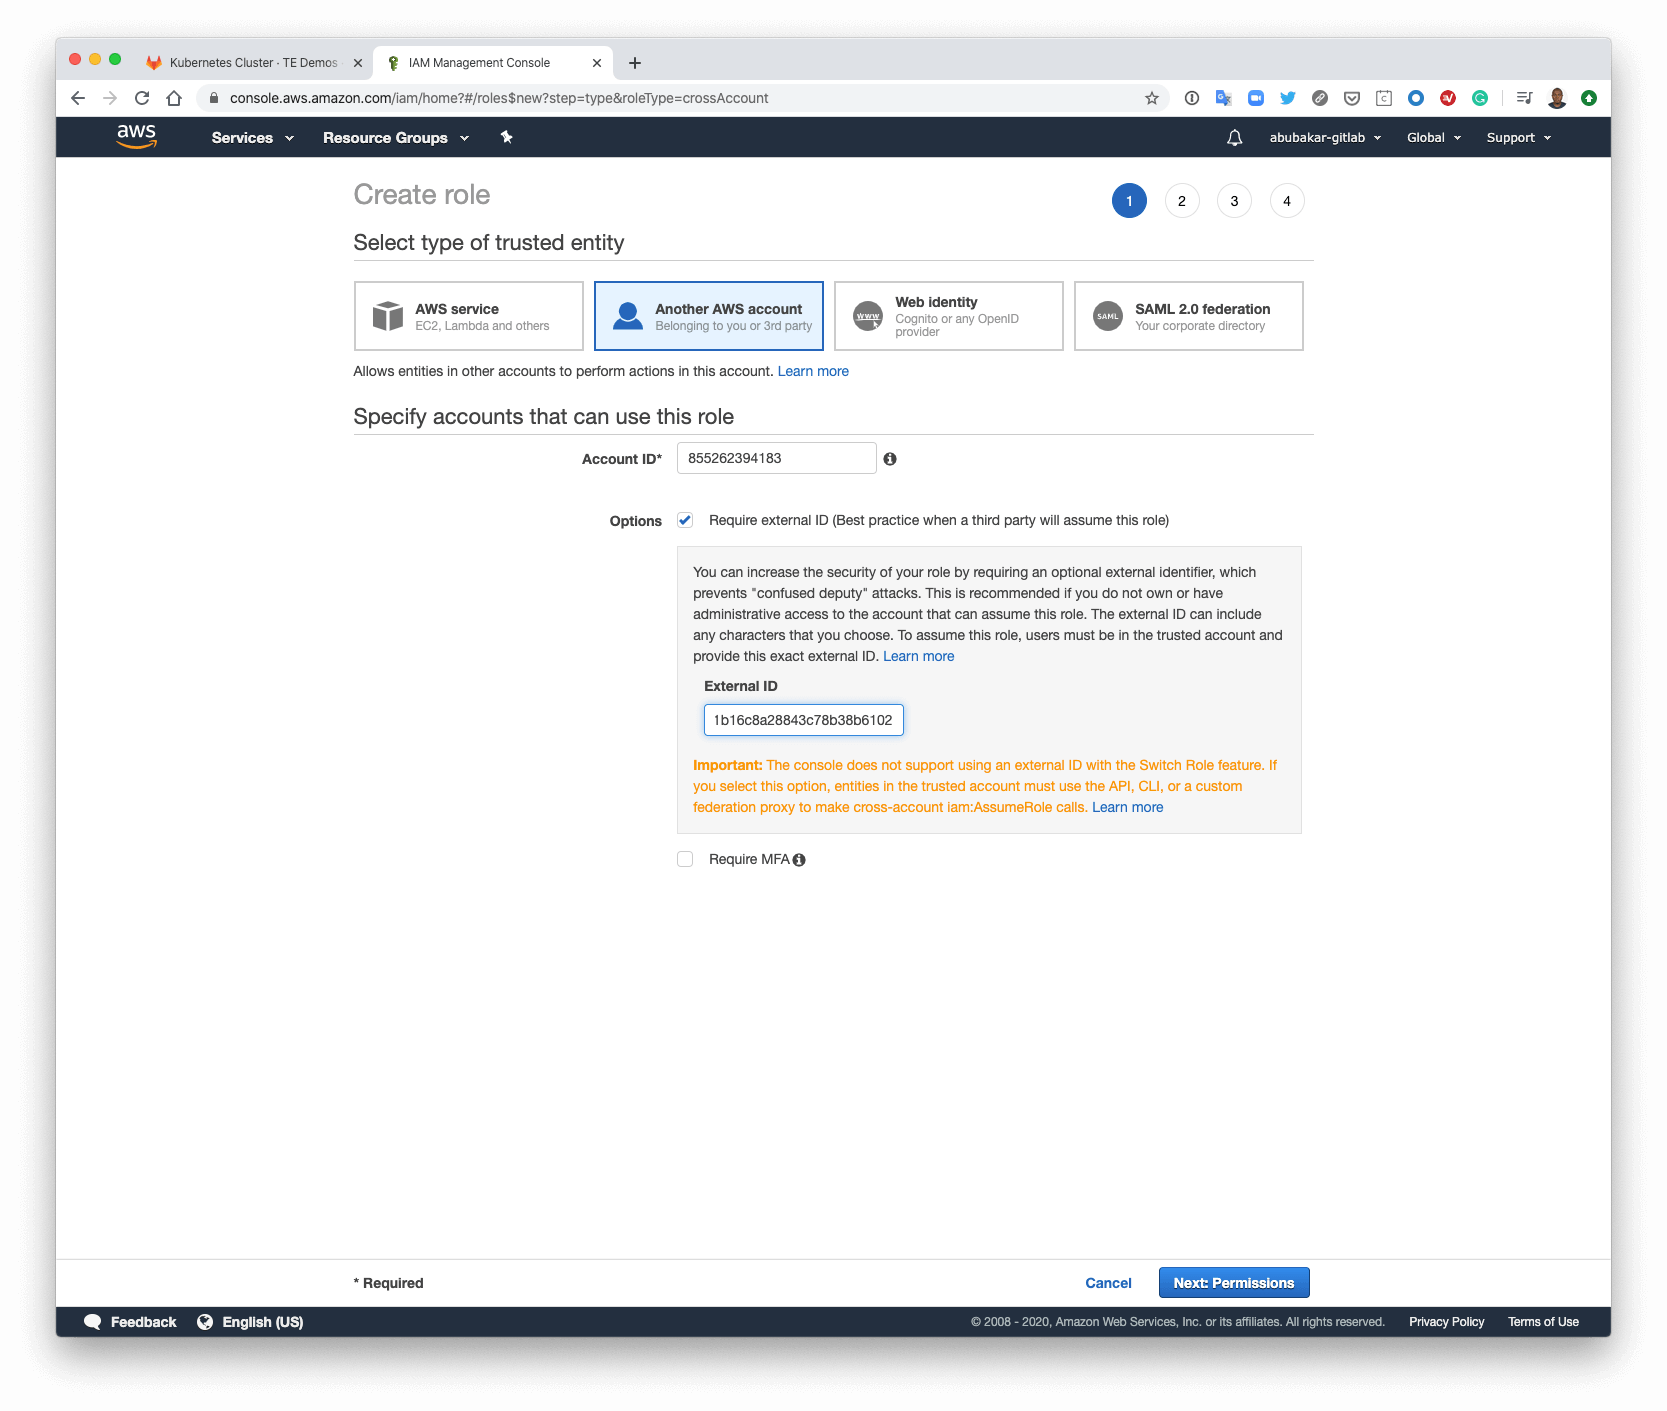 Kubernetes Cluster · TE Demos
IAM Management Console
console.aws.amazon.com/iam/home?#/roles$new?step=type&roleType=crossAccount
aws
Services
Resource Groups
abubakar-gitlab
Global
Support
Create role
1
2
3
4
Select type of trusted entity
AWS service
EC2, Lambda and others
Another AWS account
Belonging to you or 3rd party
www
Web identity
Cognito or any OpenID
provider
SAML
SAML 2.0 federation
Your corporate directory
Allows entities in other accounts to perform actions in this account. Learn more
Specify accounts that can use this role
Account ID*
855262394183
Options
Require external ID (Best practice when a third party will assume this role)
You can increase the security of your role by requiring an optional external identifier, which
prevents "confused deputy" attacks. This is recommended if you do not own or have
administrative access to the account that can assume this role. The external ID can include
any characters that you choose. To assume this role, users must be in the trusted account and
provide this exact external ID. Learn more
External ID
1b16c8a28843c78b38b6102
Important: The console does not support using an external ID with the Switch Role feature. If
you select this option, entities in the trusted account must use the API, CLI, or a custom
federation proxy to make cross-account iam:AssumeRole calls. Learn more
Require MFA
* Required
Cancel
Next: Permissions
Feedback
English (US)
© 2008 - 2020, Amazon Web Services, Inc. or its affiliates. All rights reserved.
Privacy Policy
Terms of Use